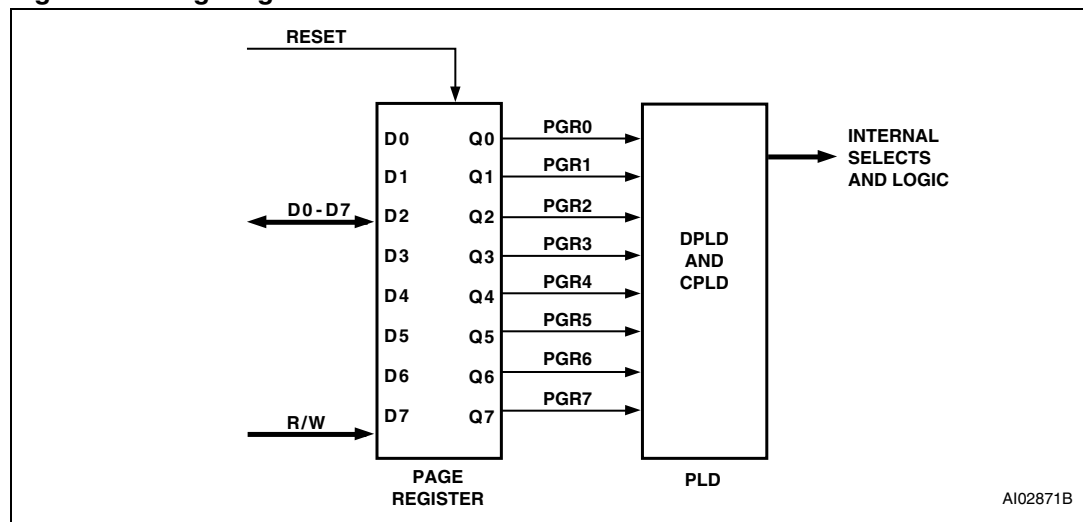 RESET
D0 Q0 PGR0
D1 Q1 PGR1
D0-D7 D2 Q2 PGR2
D3 Q3 PGR3
D4 Q4 PGR4
D5 Q5 PGR5
D6 Q6 PGR6
R/W D7 Q7 PGR7
DPLD
AND
CPLD
INTERNAL
SELECTS
AND LOGIC
PAGE
REGISTER
PLD
AI02871B